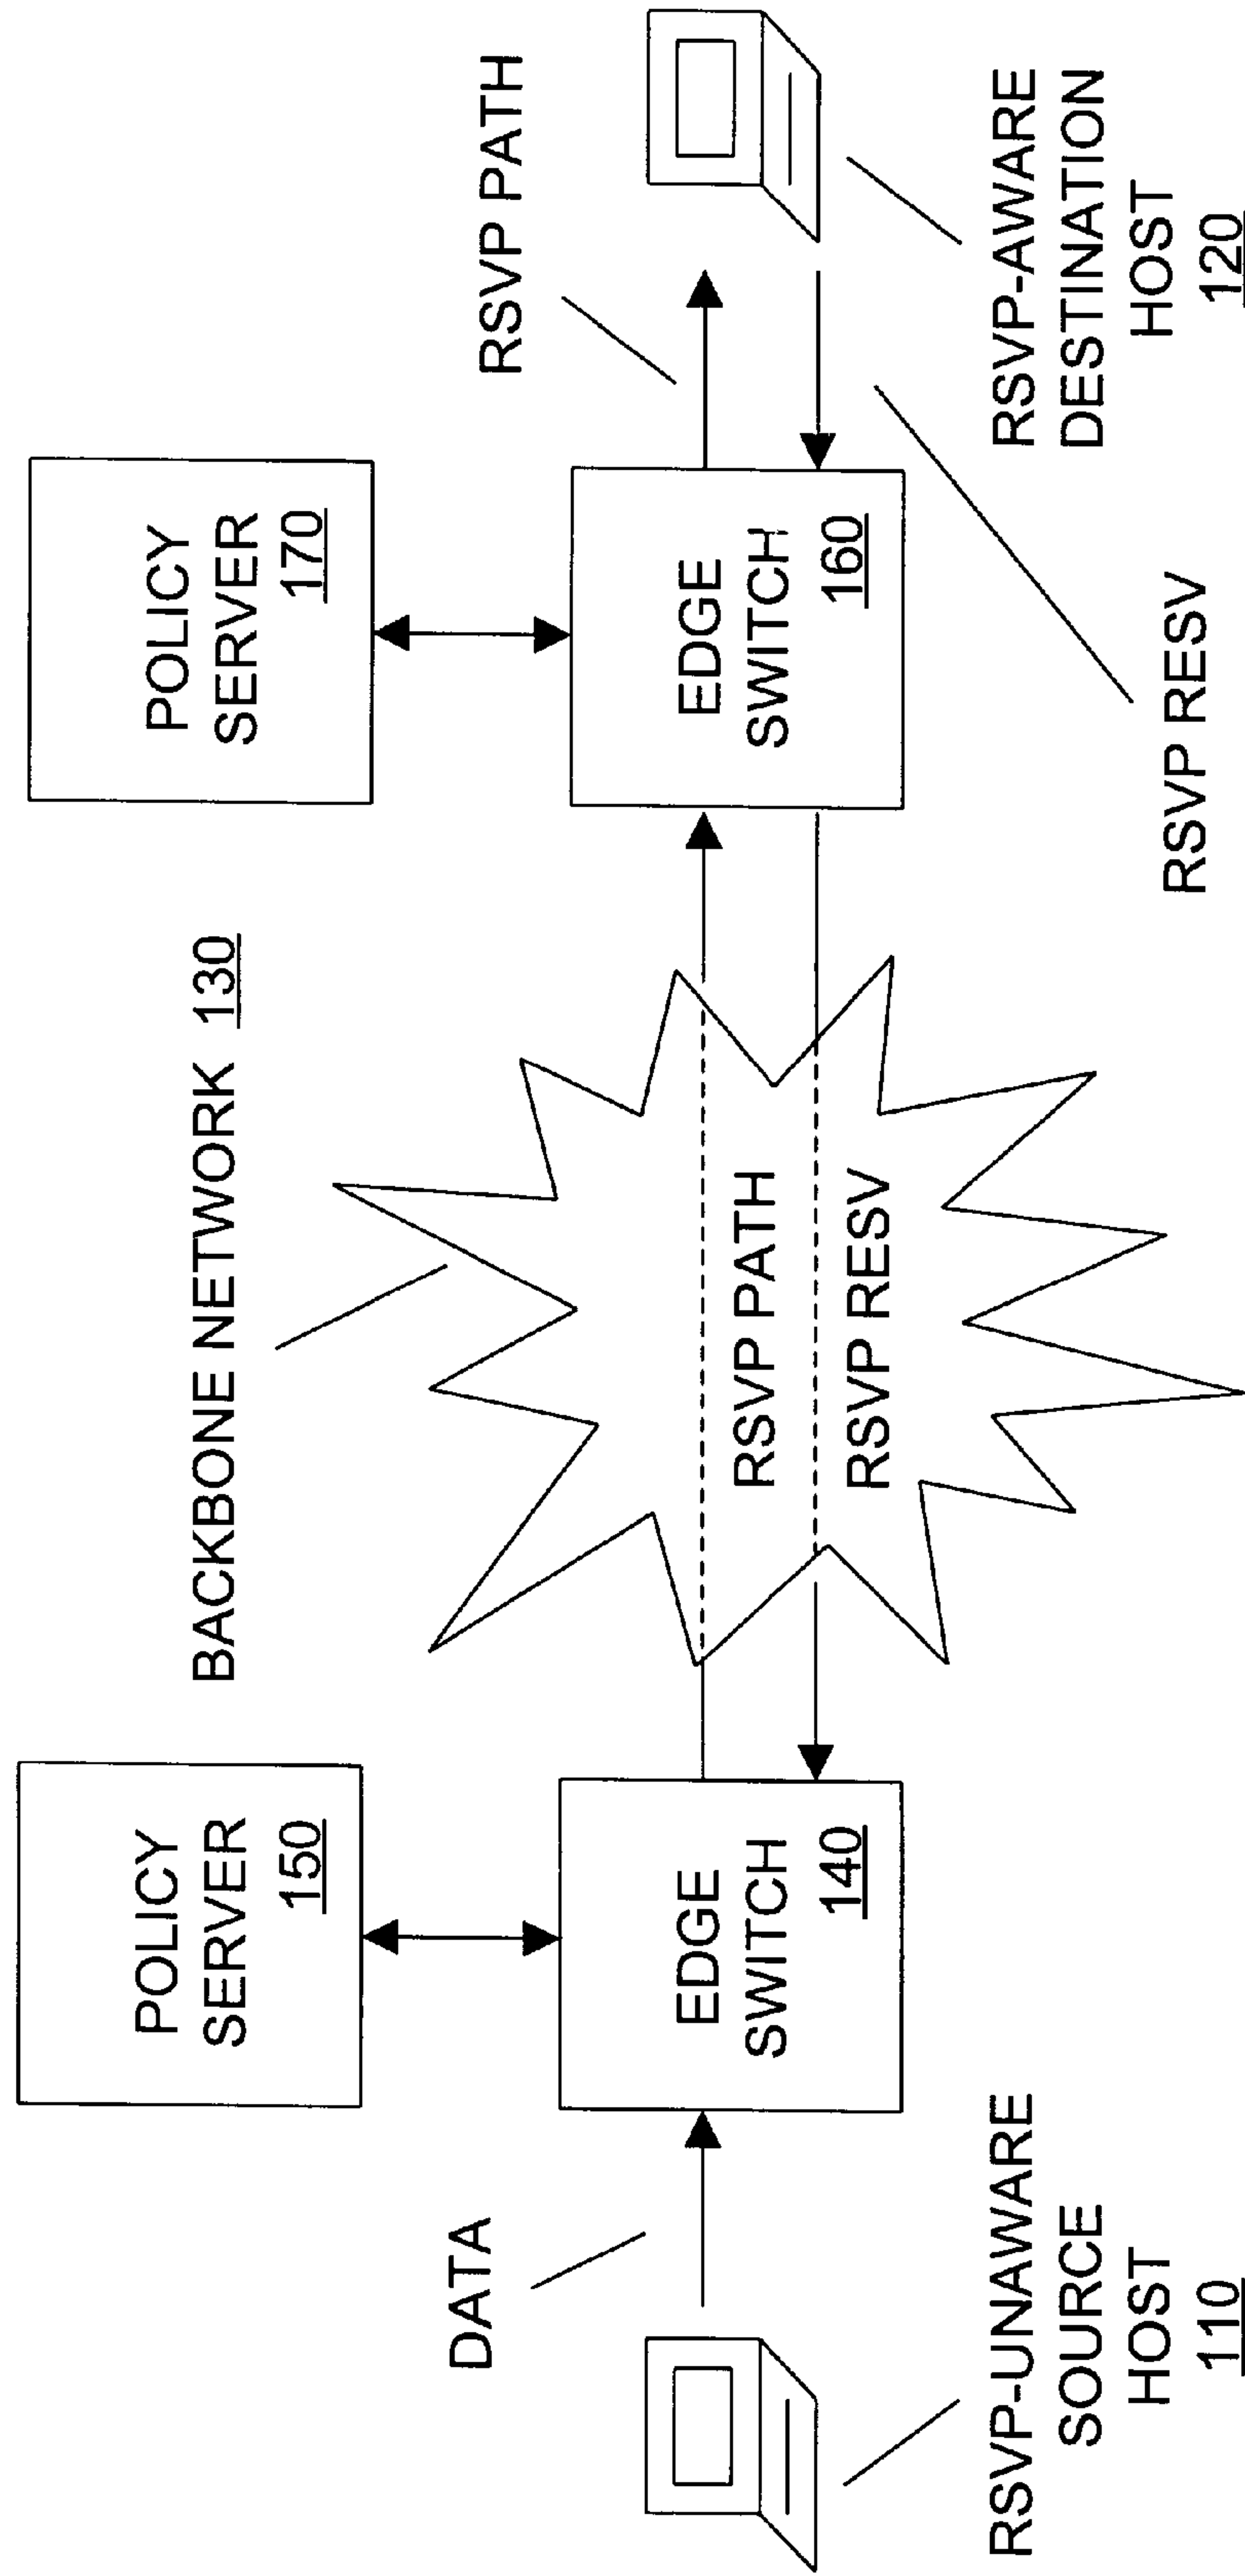 POLICY
SERVER
150
BACKBONE NETWORK 130
POLICY
SERVER
170
DATA
RSVP PATH
EDGE
SWITCH
140
RSVP PATH
RSVP RESV
EDGE
SWITCH
160
RSVP-UNAWARE
SOURCE
HOST
110
RSVP RESV
RSVP-AWARE
DESTINATION
HOST
120